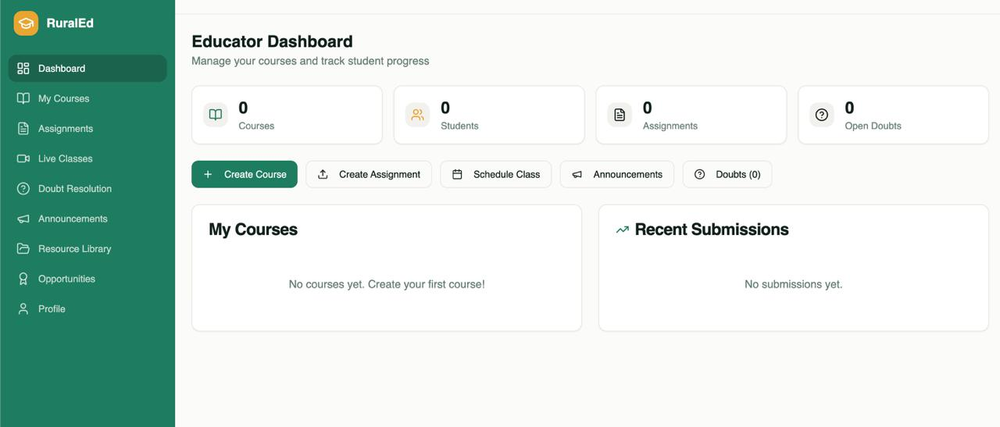 RuralEd
Dashboard
My Courses
Assignments
Live Classes
Doubt Resolution
Announcements
Resource Library
Opportunities
Profile
Educator Dashboard
Manage your courses and track student progress
0
Courses
0
Students
0
Assignments
0
Open Doubts
Create Course
Create Assignment
Schedule Class
Announcements
Doubts (0)
My Courses
No courses yet. Create your first course!
Recent Submissions
No submissions yet.